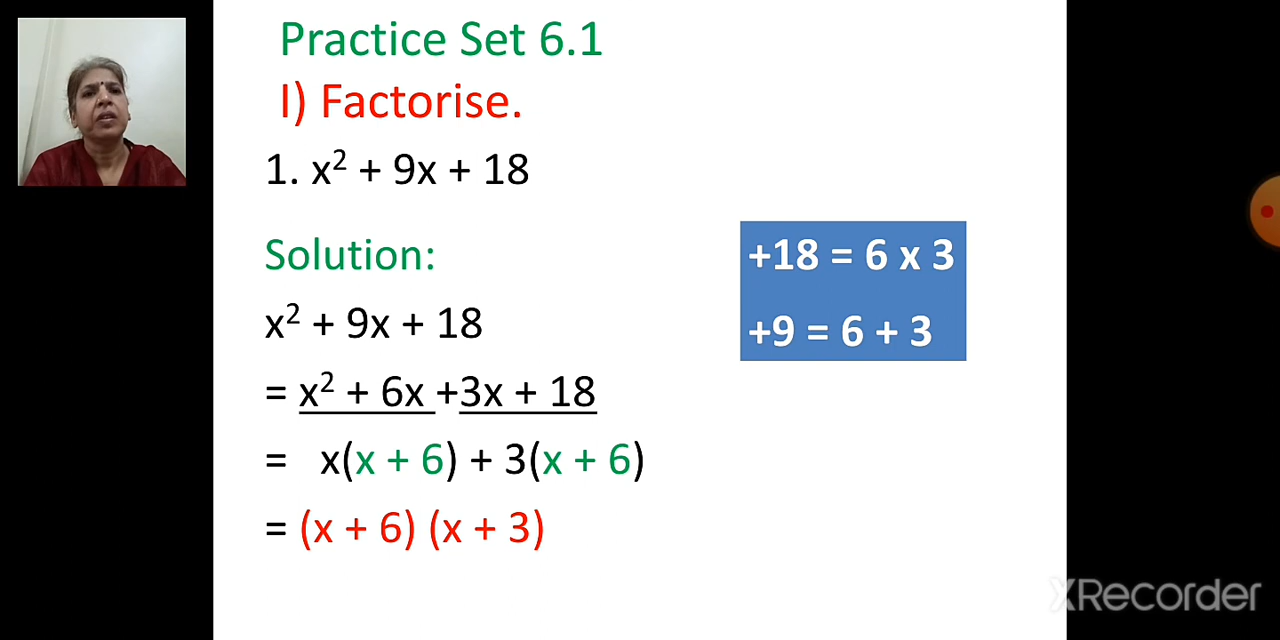 Practice Set 6.1
I) Factorise.
1. x² + 9x + 18
Solution:
x² + 9x + 18
= x² + 6x +3x + 18
= x(x + 6) + 3(x + 6)
= (x + 6) (x + 3)
+18 = 6 x 3
+9 = 6 + 3
XRecorder